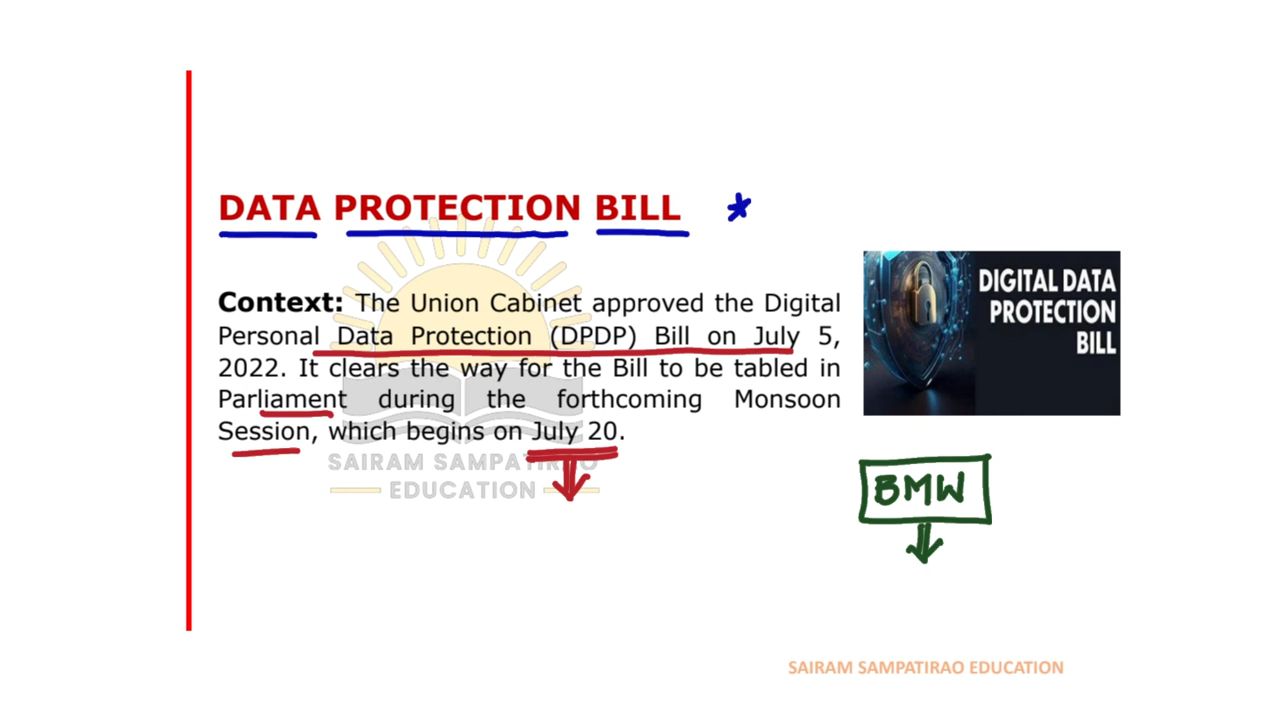 DATA PROTECTION BILL *
Context: The Union Cabinet approved the Digital
Personal Data Protection (DPDP) Bill on July 5,
2022. It clears the way for the Bill to be tabled in
Parliament during the forthcoming Monsoon
Session, which begins on July 20.
DIGITAL DATA
PROTECTION
BILL
SAIRAM SAMPATIRAO
EDUCATION
BMW
SAIRAM SAMPATIRAO EDUCATION